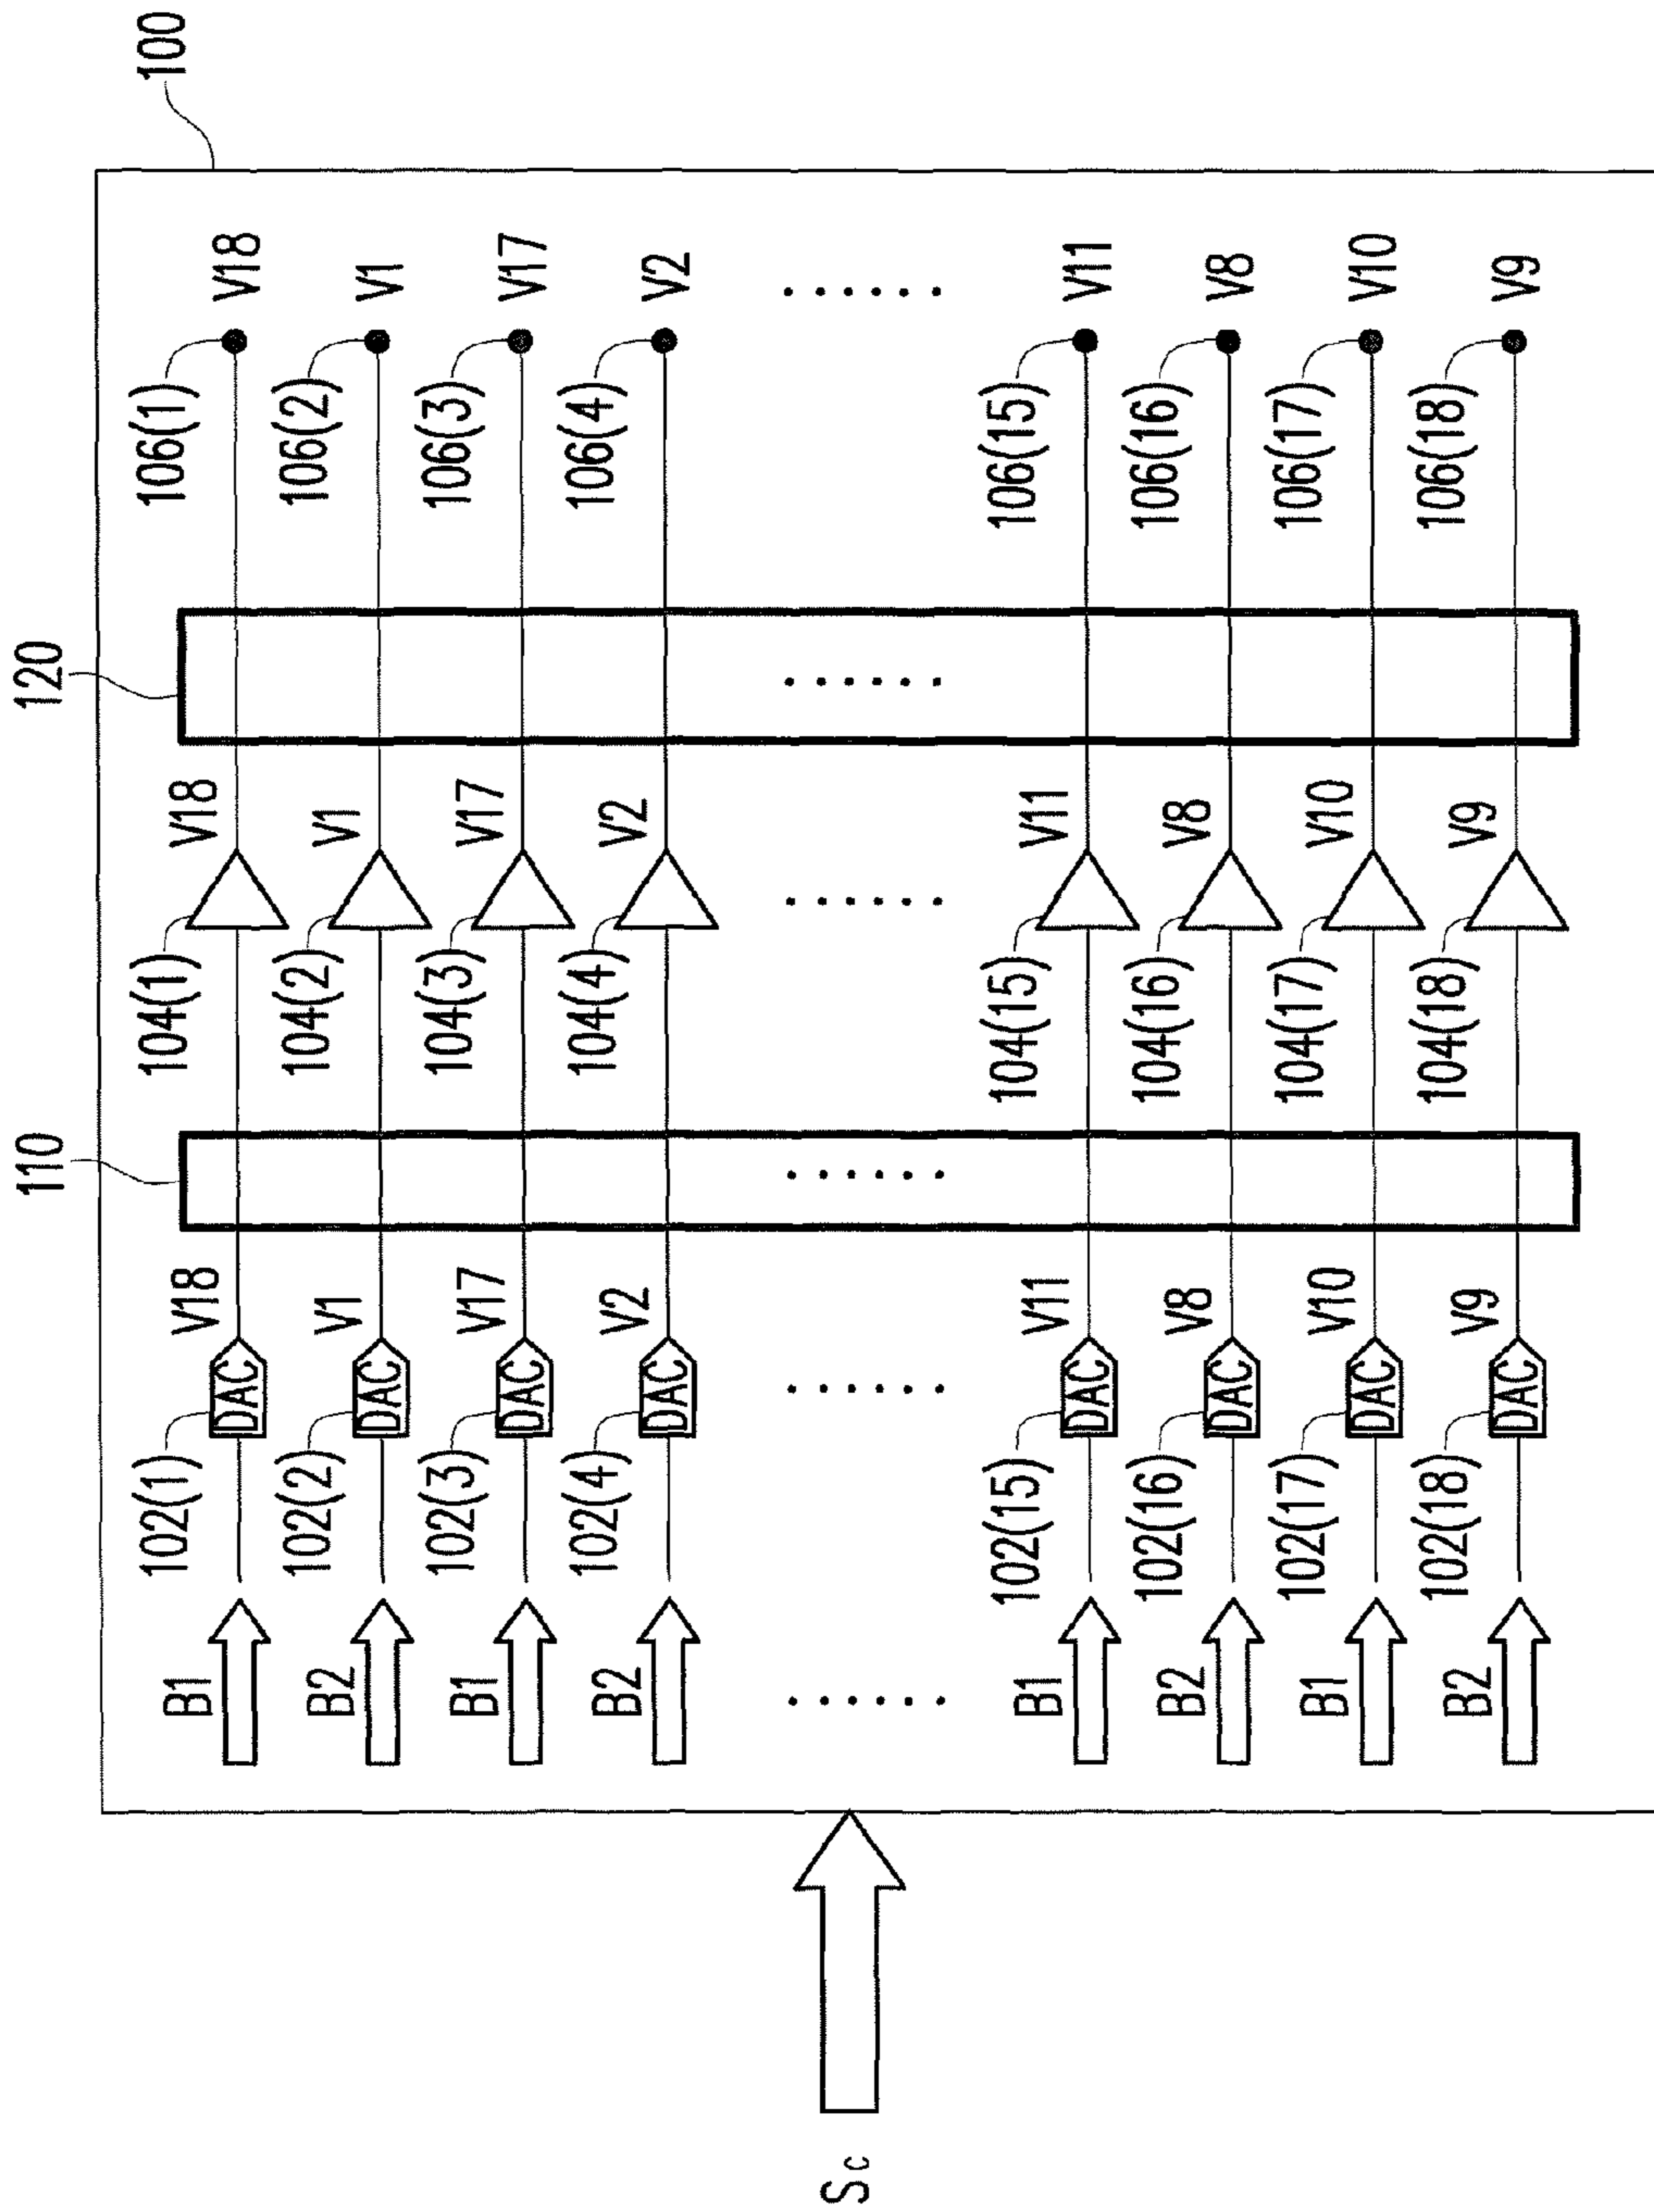 100
120
110
B1 102(1) DAC V18 104(1) V18 106(1) V18
B2 102(2) DAC V1 104(2) V1 106(2) V1
B1 102(3) DAC V17 104(3) V17 106(3) V17
B2 102(4) DAC V2 104(4) V2 106(4) V2
...... ...... ...... ...... ...... ......
B1 102(15) DAC V11 104(15) V11 106(15) V11
B2 102(16) DAC V8 104(16) V8 106(16) V8
B1 102(17) DAC V10 104(17) V10 106(17) V10
B2 102(18) DAC V9 104(18) V9 106(18) V9
Sc